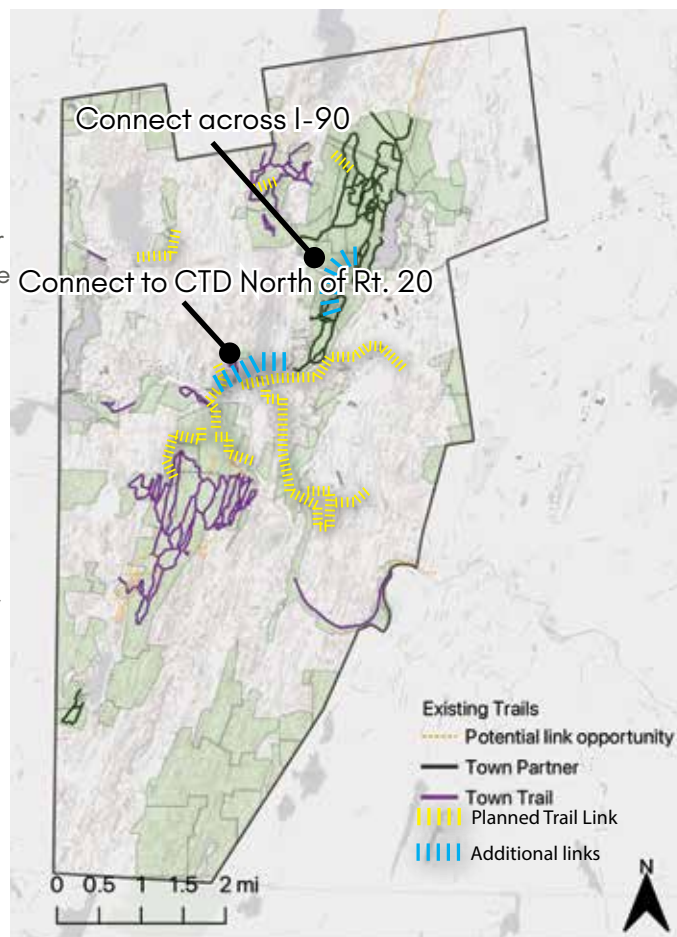 Connect across I-90
r
e
Connect to CTD North of Rt. 20
Existing Trails
Potential link opportunity
Town Partner
Town Trail
Planned Trail Link
Additional links
N
0 0.5 1 1.5 2 mi